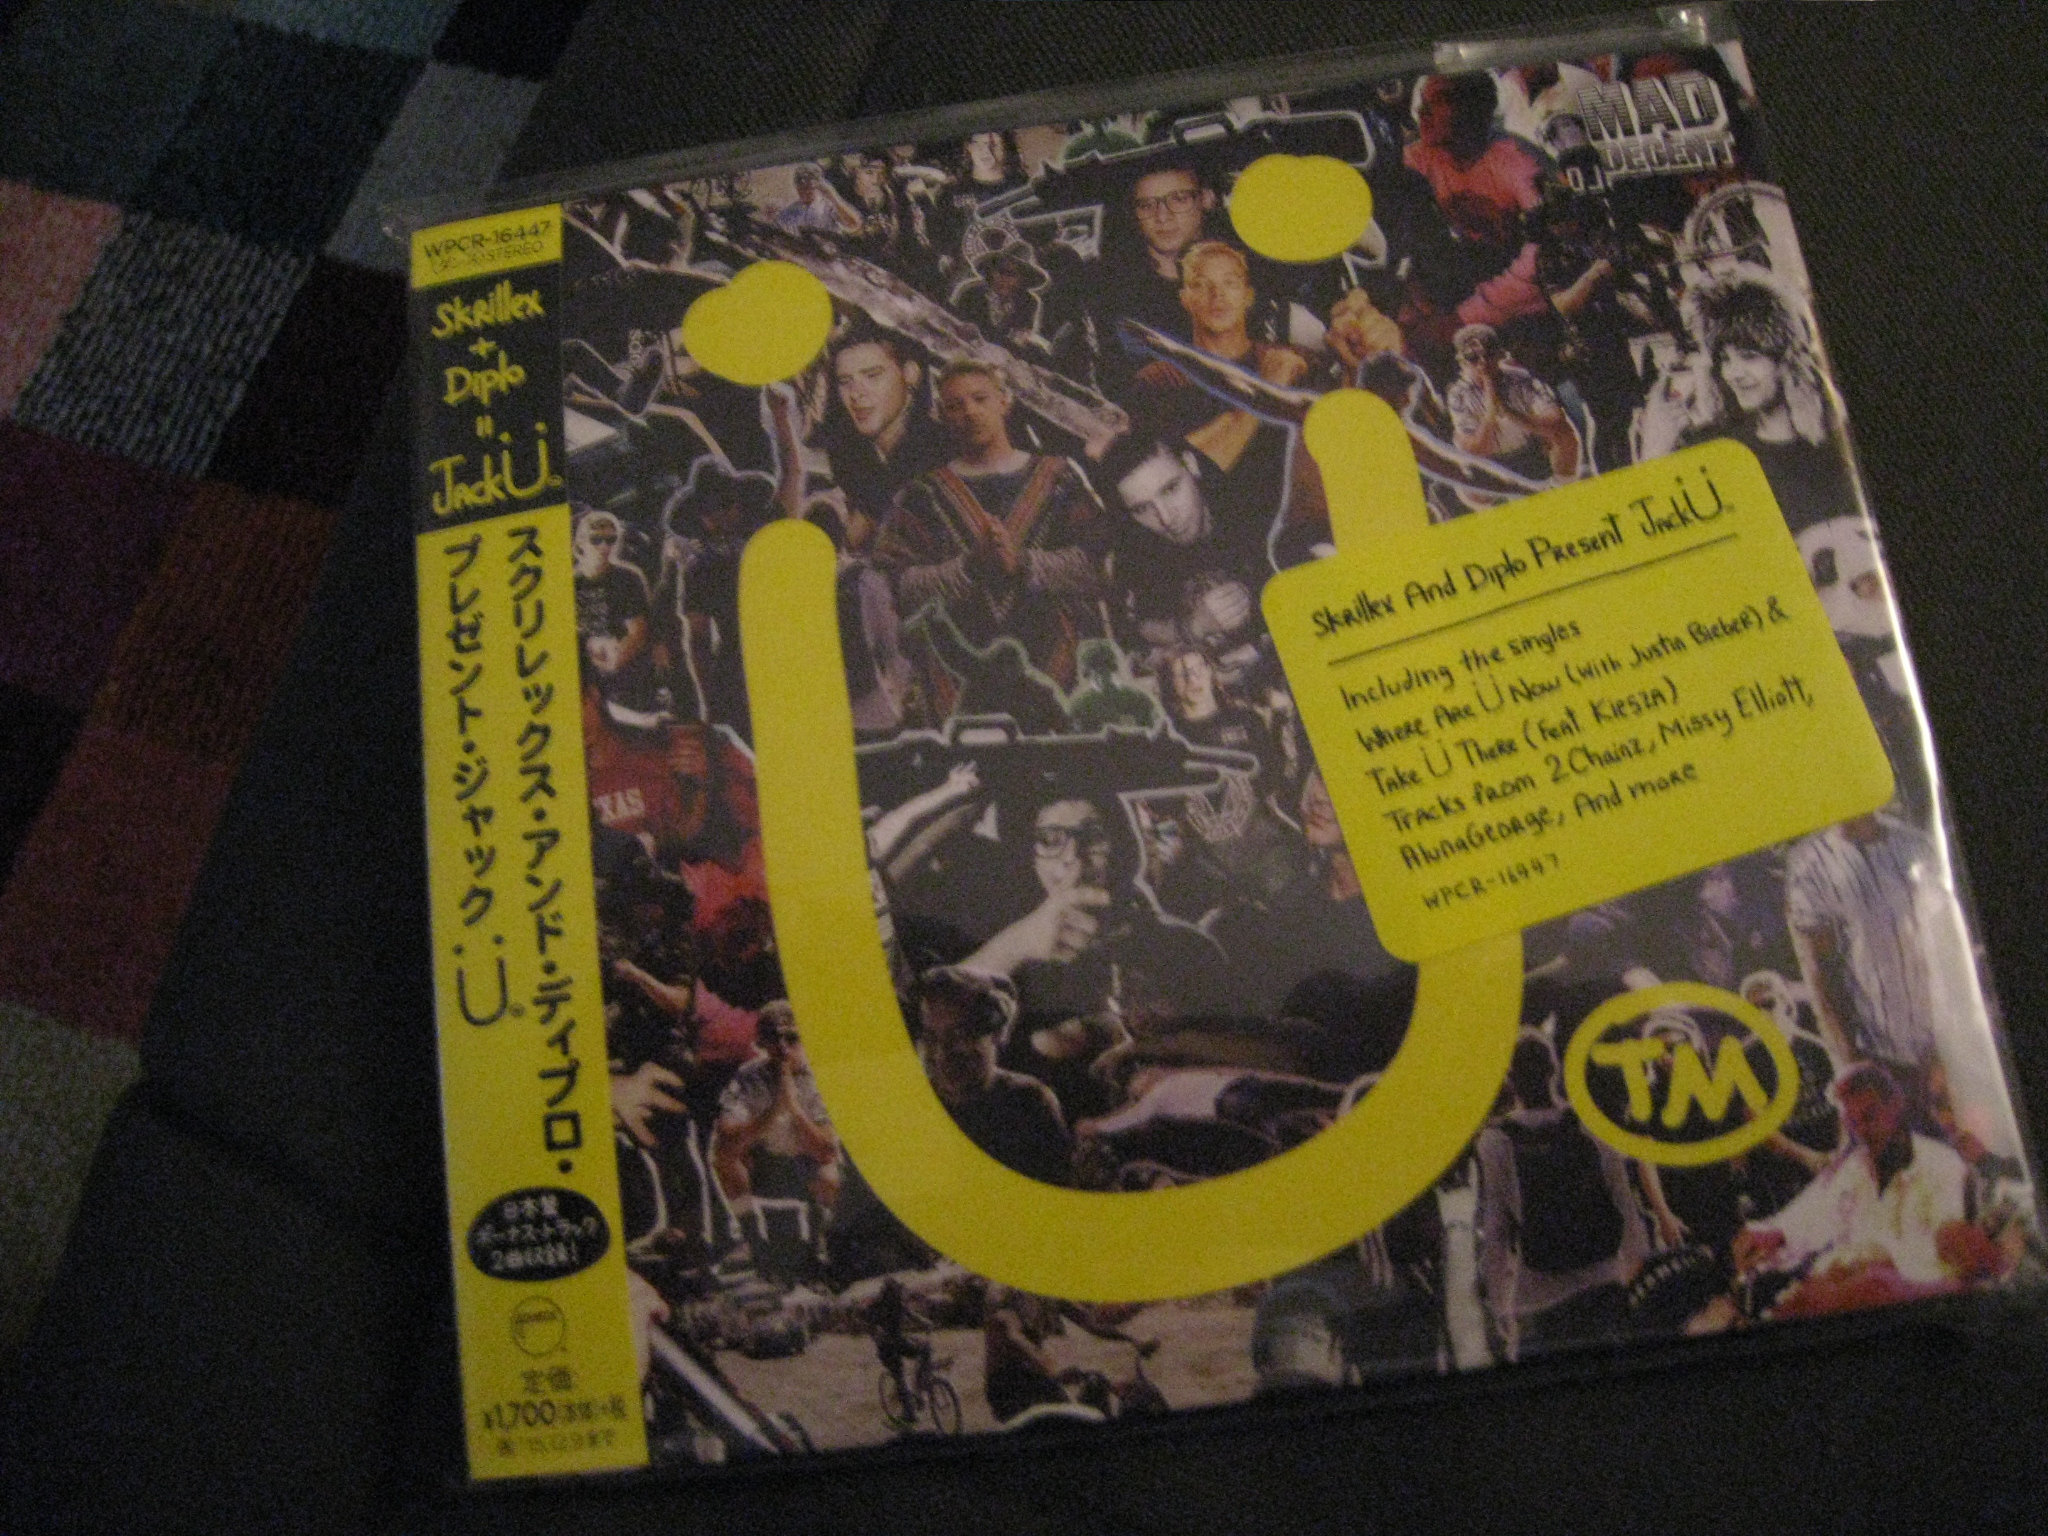 WPCR-16447
STEREO
Skrillex
+
Diplo
=
Jack Ü
スクリレックス・アンド・ディプロ・
プレゼント・ジャック・Ü
日本盤
ボーナス・トラック
2曲収録！
定価
¥1,700
MAD
DECENT
Skrillex And Diplo Present Jack Ü
Including the singles
Where Are Ü Now (with Justin Bieber) &
Take Ü There (feat. Kiesza)
Tracks from 2 Chainz, Missy Elliott,
AlunaGeorge, And more
WPCR-16447
TM